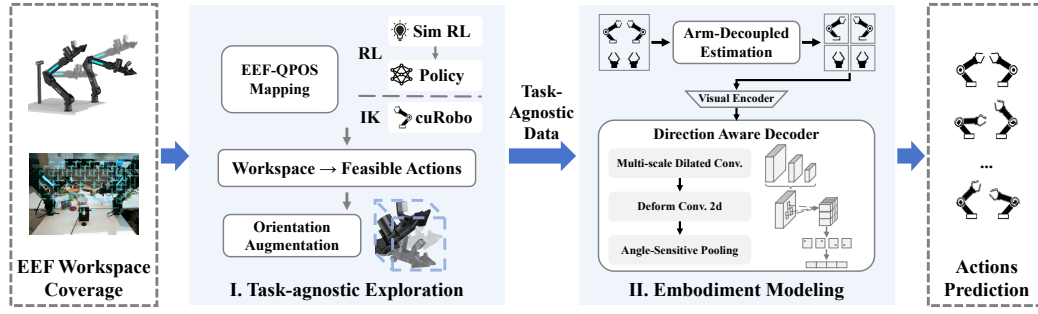 EEF Workspace
Coverage
EEF-QPOS
Mapping
RL
Sim RL
Policy
IK
cuRobo
Workspace → Feasible Actions
Orientation
Augmentation
I. Task-agnostic Exploration
Task-
Agnostic
Data
Arm-Decoupled
Estimation
Visual Encoder
Direction Aware Decoder
Multi-scale Dilated Conv.
Deform Conv. 2d
Angle-Sensitive Pooling
II. Embodiment Modeling
...
Actions
Prediction